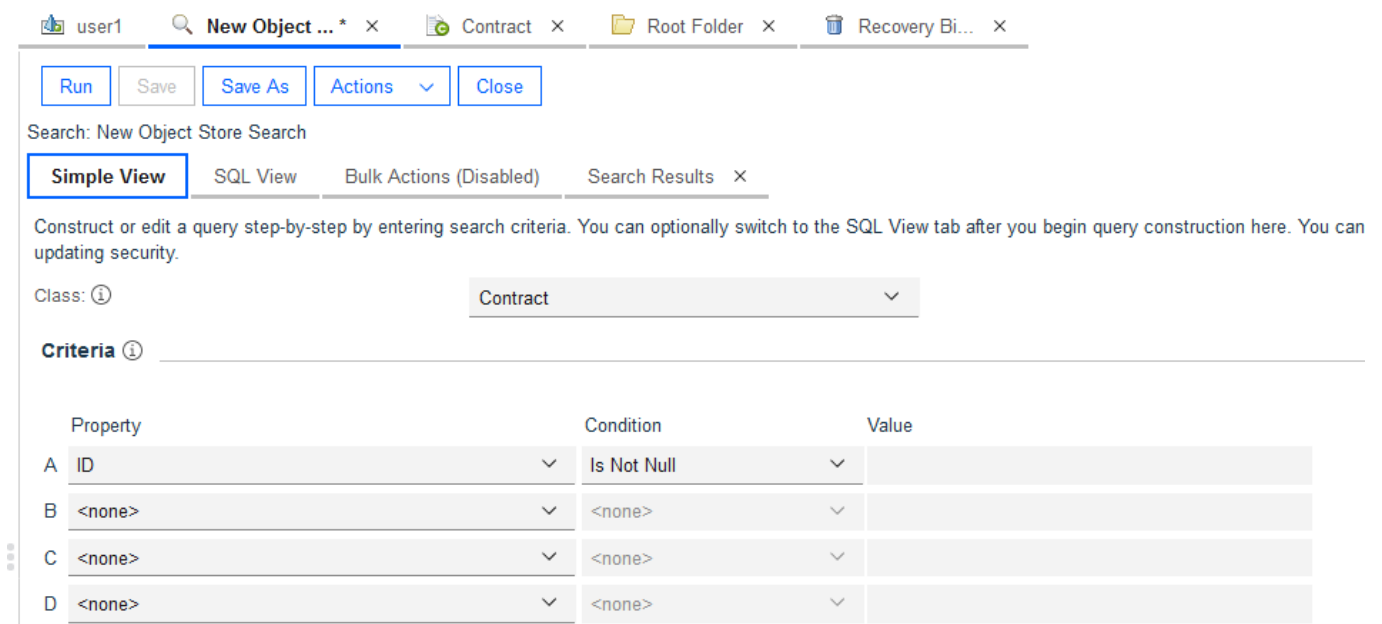 user1 New Object ... * × Contract × Root Folder × Recovery Bi... ×
Run Save Save As Actions Close
Search: New Object Store Search
Simple View SQL View Bulk Actions (Disabled) Search Results ×
Construct or edit a query step-by-step by entering search criteria. You can optionally switch to the SQL View tab after you begin query construction here. You can
updating security.
Class: Contract
Criteria
Property Condition Value
A ID Is Not Null
B <none> <none>
C <none> <none>
D <none> <none>